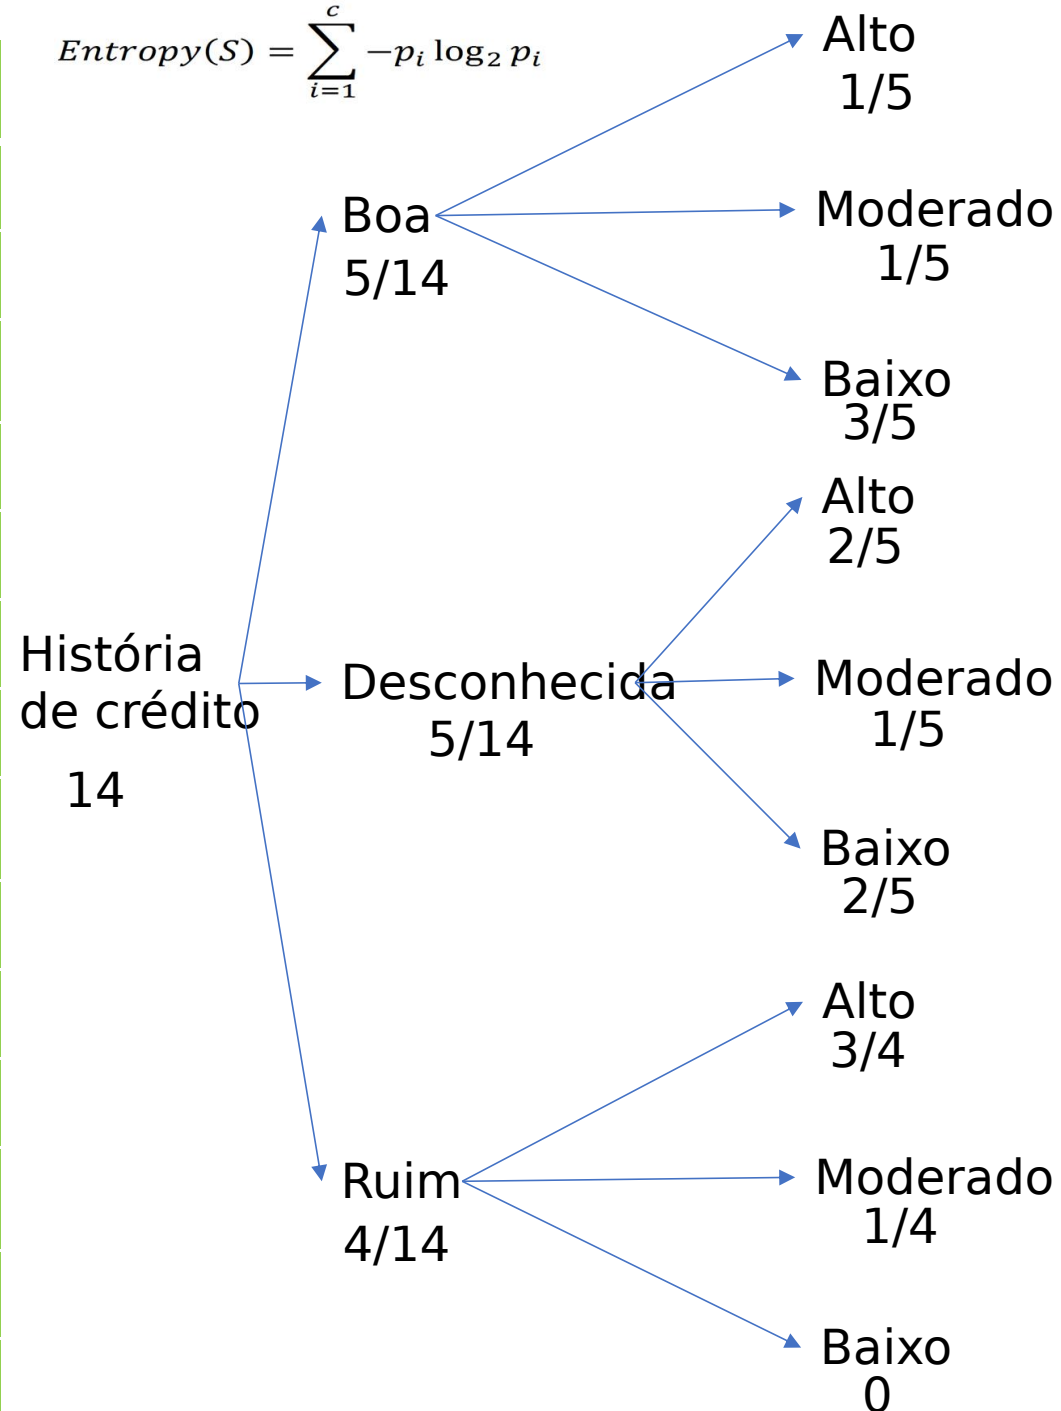 Entropy(S) = \sum_{i=1}^{c} -p_i \log_2 p_i
História
de crédito
14
Boa
5/14
Alto
1/5
Moderado
1/5
Baixo
3/5
Desconhecida
5/14
Alto
2/5
Moderado
1/5
Baixo
2/5
Ruim
4/14
Alto
3/4
Moderado
1/4
Baixo
0